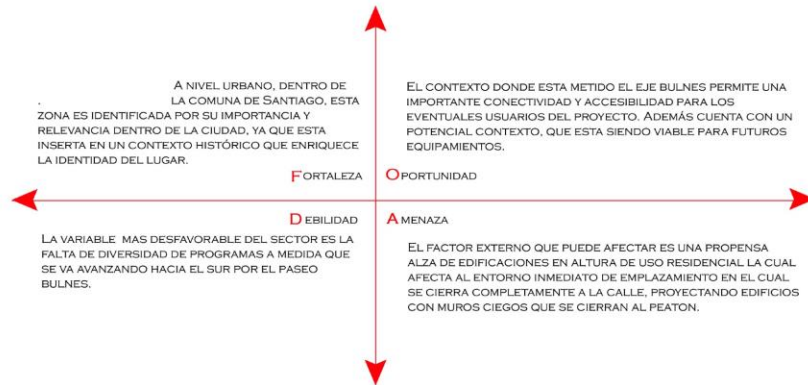 A NIVEL URBANO, DENTRO DE
. LA COMUNA DE SANTIAGO, ESTA
ZONA ES IDENTIFICADA POR SU IMPORTANCIA Y
RELEVANCIA DENTRO DE LA CIUDAD, YA QUE ESTA
INSERTA EN UN CONTEXTO HISTÓRICO QUE ENRIQUECE
LA IDENTIDAD DEL LUGAR.
FORTALEZA
EL CONTEXTO DONDE ESTA METIDO EL EJE BULNES PERMITE UNA
IMPORTANTE CONECTIVIDAD Y ACCESIBILIDAD PARA LOS
EVENTUALES USUARIOS DEL PROYECTO. ADEMÁS CUENTA CON UN
POTENCIAL CONTEXTO, QUE ESTA SIENDO VIABLE PARA FUTUROS
EQUIPAMIENTOS.
OPORTUNIDAD
DEBILIDAD
LA VARIABLE MAS DESFAVORABLE DEL SECTOR ES LA
FALTA DE DIVERSIDAD DE PROGRAMAS A MEDIDA QUE
SE VA AVANZANDO HACIA EL SUR POR EL PASEO
BULNES.
AMENAZA
EL FACTOR EXTERNO QUE PUEDE AFECTAR ES UNA PROPENSA
ALZA DE EDIFICACIONES EN ALTURA DE USO RESIDENCIAL LA CUAL
AFECTA AL ENTORNO INMEDIATO DE EMPLAZAMIENTO EN EL CUAL
SE CIERRA COMPLETAMENTE A LA CALLE, PROYECTANDO EDIFICIOS
CON MUROS CIEGOS QUE SE CIERRAN AL PEATON.